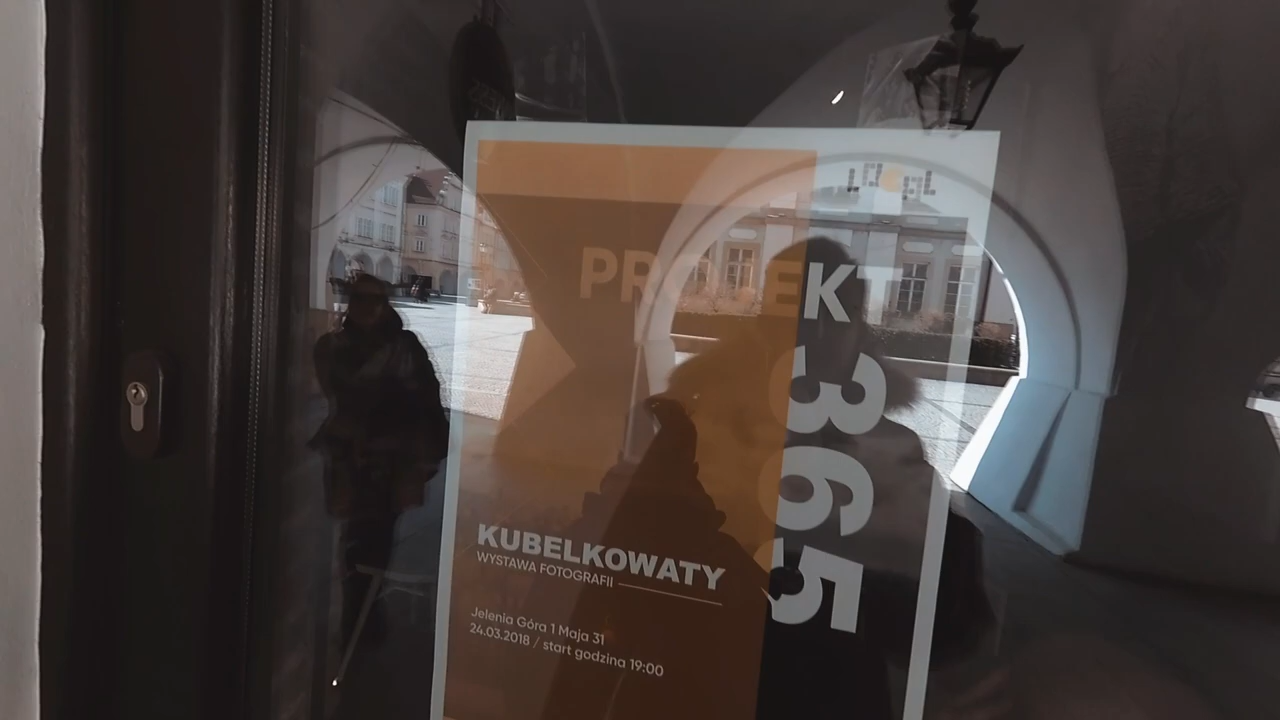 PROJEKT
365
KUBELKOWATY
WYSTAWA FOTOGRAFII
Jelenia Góra 1 Maja 31
24.03.2018 / start godzina 19:00